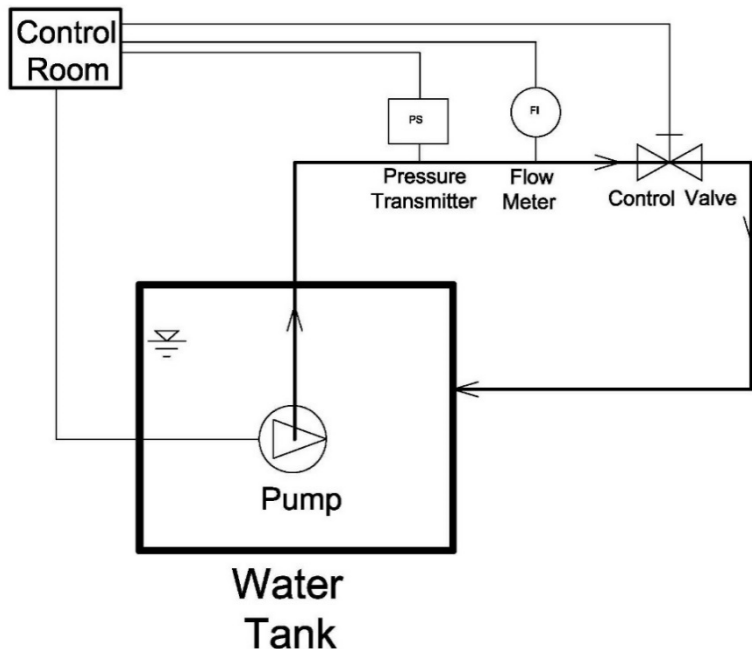 Control
Room
PS
FI
Pressure
Transmitter
Flow
Meter
Control Valve
Pump
Water
Tank